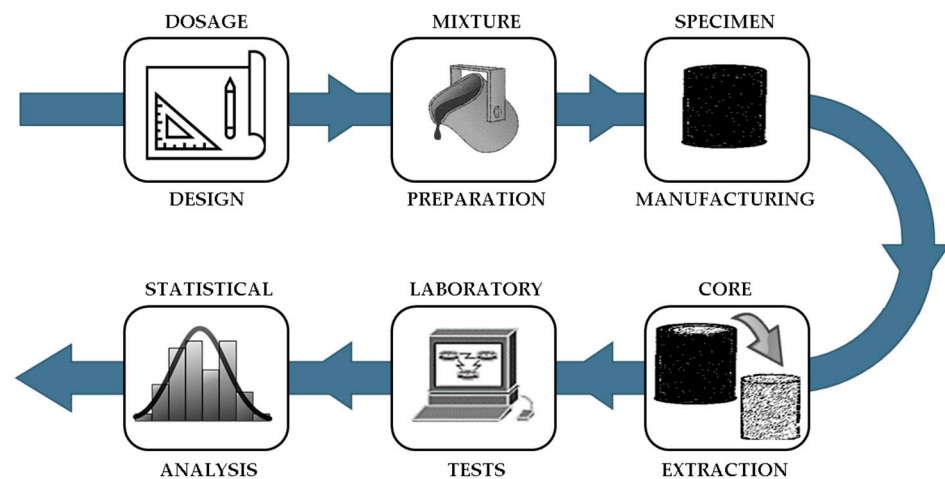 DOSAGE
DESIGN
MIXTURE
PREPARATION
SPECIMEN
MANUFACTURING
CORE
EXTRACTION
LABORATORY
TESTS
STATISTICAL
ANALYSIS